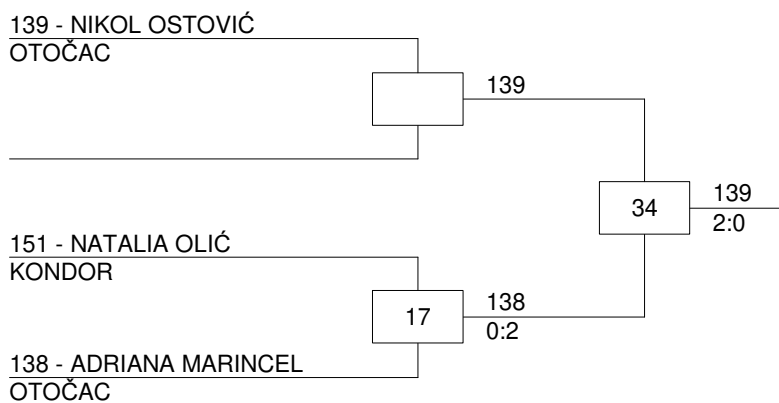 139 - NIKOL OSTOVIĆ
OTOČAC
139
34
139
2:0
151 - NATALIA OLIĆ
KONDOR
17
138
0:2
138 - ADRIANA MARINCEL
OTOČAC